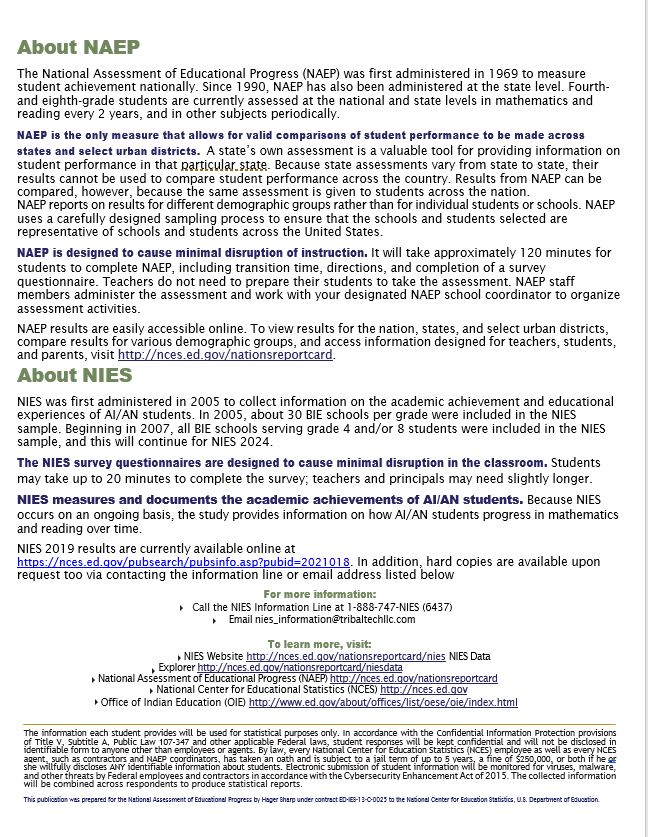 About NAEP
The National Assessment of Educational Progress (NAEP) was first administered in 1969 to measure
student achievement nationally. Since 1990, NAEP has also been administered at the state level. Fourth-
and eighth-grade students are currently assessed at the national and state levels in mathematics and
reading every 2 years, and in other subjects periodically.
NAEP is the only measure that allows for valid comparisons of student performance to be made across
states and select urban districts. A state's own assessment is a valuable tool for providing information on
student performance in that particular state. Because state assessments vary from state to state, their
results cannot be used to compare student performance across the country. Results from NAEP can be
compared, however, because the same assessment is given to students across the nation.
NAEP reports on results for different demographic groups rather than for individual students or schools. NAEP
uses a carefully designed sampling process to ensure that the schools and students selected are
representative of schools and students across the United States.
NAEP is designed to cause minimal disruption of instruction. It will take approximately 120 minutes for
students to complete NAEP, including transition time, directions, and completion of a survey
questionnaire. Teachers do not need to prepare their students to take the assessment. NAEP staff
members administer the assessment and work with your designated NAEP school coordinator to organize
assessment activities.
NAEP results are easily accessible online. To view results for the nation, states, and select urban districts,
compare results for various demographic groups, and access information designed for teachers, students,
and parents, visit http://nces.ed.gov/nationsreportcard.
About NIES
NIES was first administered in 2005 to collect information on the academic achievement and educational
experiences of AI/AN students. In 2005, about 30 BIE schools per grade were included in the NIES
sample. Beginning in 2007, all BIE schools serving grade 4 and/or 8 students were included in the NIES
sample, and this will continue for NIES 2024.
The NIES survey questionnaires are designed to cause minimal disruption in the classroom. Students
may take up to 20 minutes to complete the survey; teachers and principals may need slightly longer.
NIES measures and documents the academic achievements of AI/AN students. Because NIES
occurs on an ongoing basis, the study provides information on how AI/AN students progress in mathematics
and reading over time.
NIES 2019 results are currently available online at
https://nces.ed.gov/pubsearch/pubsinfo.asp?pubid=2021018. In addition, hard copies are available upon
request too via contacting the information line or email address listed below
For more information:
Call the NIES Information Line at 1-888-747-NIES (6437)
Email nies_information@tribaltechllc.com
To learn more, visit:
NIES Website http://nces.ed.gov/nationsreportcard/nies NIES Data
Explorer http://nces.ed.gov/nationsreportcard/niesdata
National Assessment of Educational Progress (NAEP) http://nces.ed.gov/nationsreportcard
National Center for Educational Statistics (NCES) http://nces.ed.gov
Office of Indian Education (OIE) http://www.ed.gov/about/offices/list/oese/oie/index.html
The information each student provides will be used for statistical purposes only. In accordance with the Confidential Information Protection provisions
of Title V, Subtitle A, Public Law 107-347 and other applicable Federal laws, student responses will be kept confidential and will not be disclosed in
identifiable form to anyone other than employees or agents. By law, every National Center for Education Statistics (NCES) employee as well as every NCES
agent, such as contractors and NAEP coordinators, has taken an oath and is subject to a jail term of up to 5 years, a fine of $250,000, or both if he or
she willfully discloses ANY identifiable information about students. Electronic submission of student information will be monitored for viruses, malware,
and other threats by Federal employees and contractors in accordance with the Cybersecurity Enhancement Act of 2015. The collected information
will be combined across respondents to produce statistical reports.
This publication was prepared for the National Assessment of Educational Progress by Hager Sharp under contract ED-IES-13-C-0025 to the National Center for Education Statistics, U.S. Department of Education.